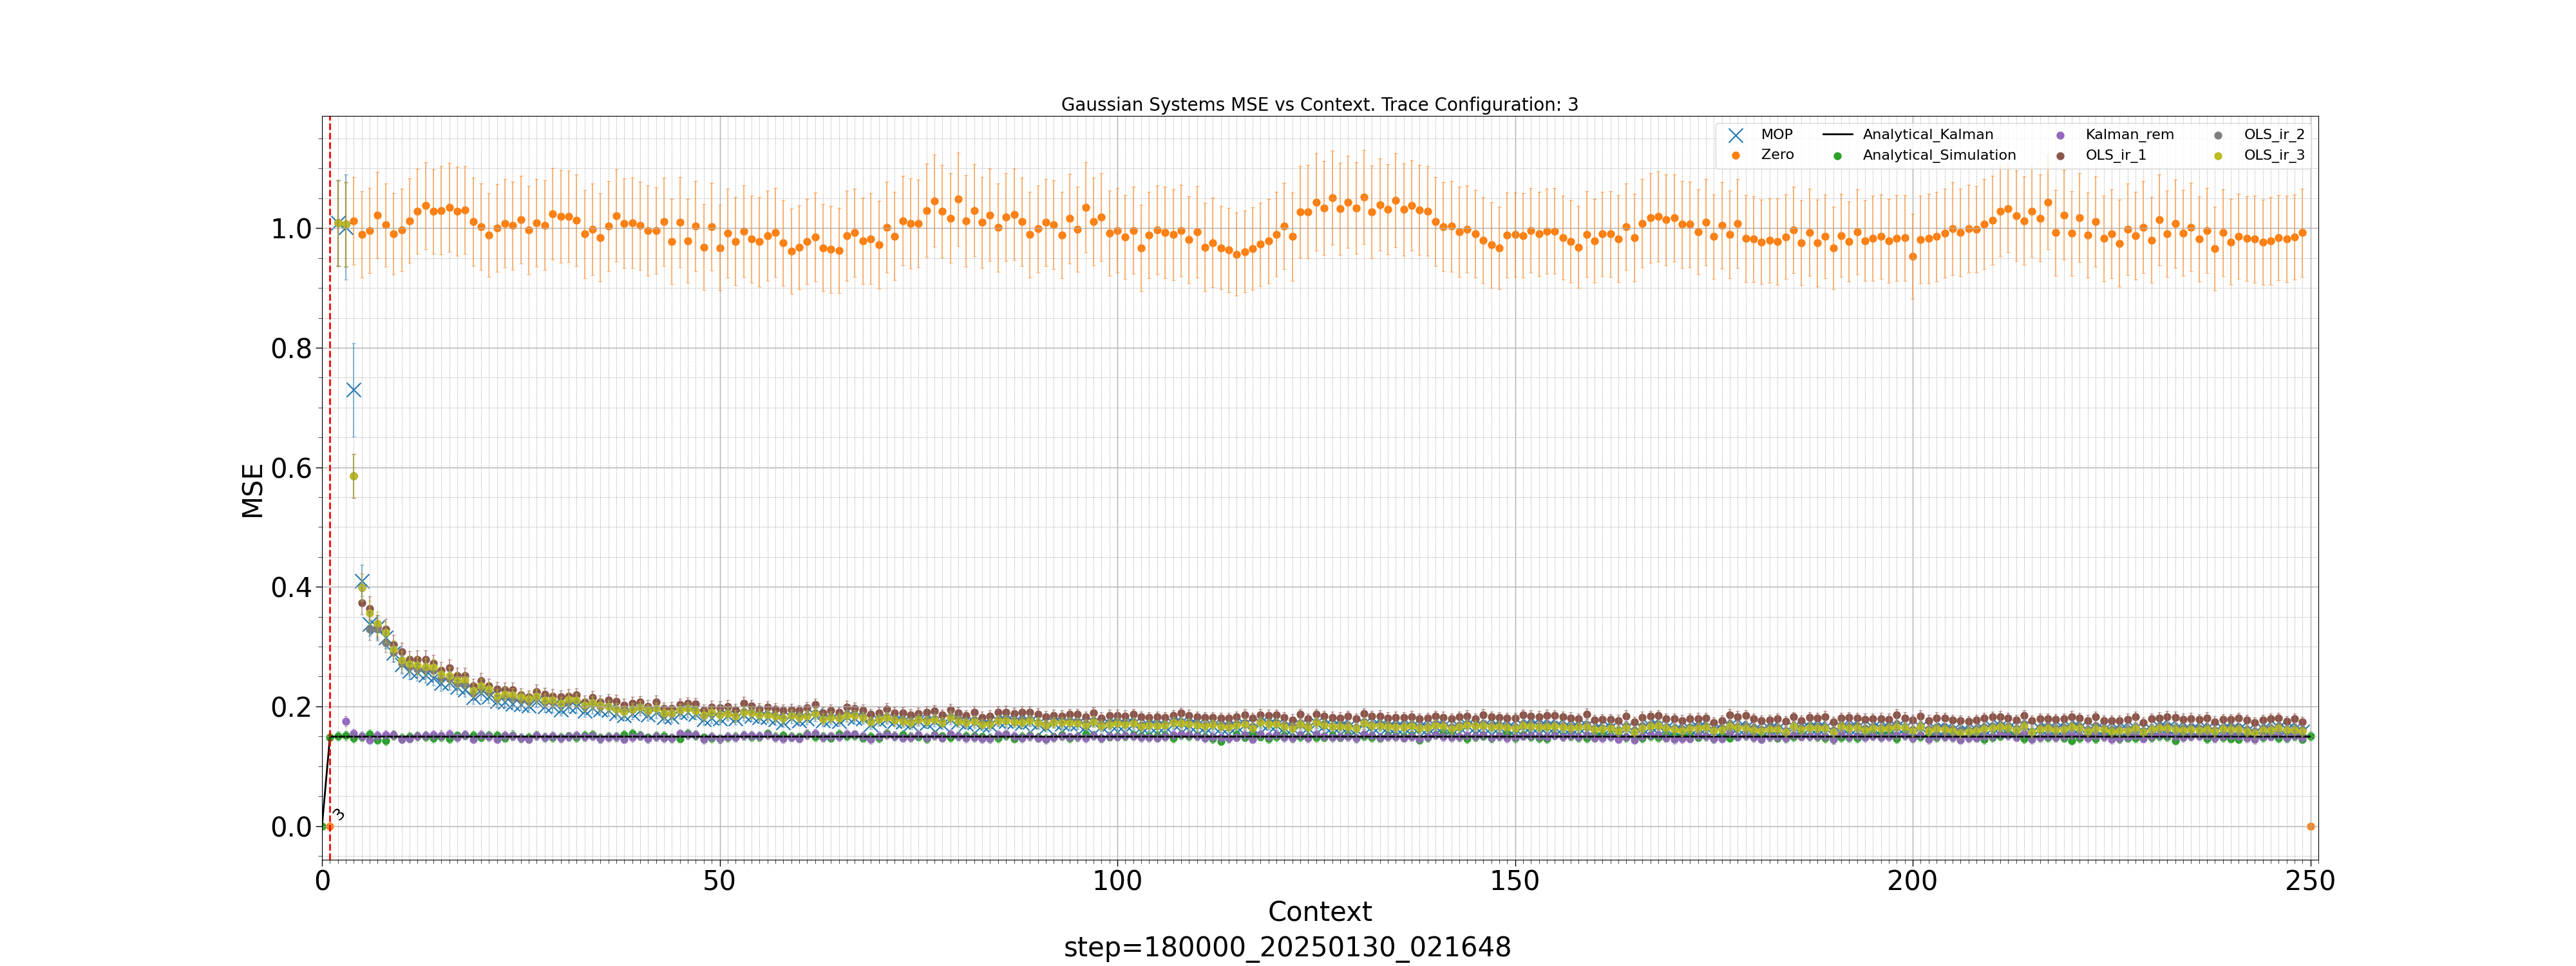 Gaussian Systems MSE vs Context. Trace Configuration: 3
MOP
Zero
Analytical_Kalman
Analytical_Simulation
Kalman_rem
OLS_ir_1
OLS_ir_2
OLS_ir_3
MSE
1.0
0.8
0.6
0.4
0.2
0.0
3
0 50 100 150 200 250
Context
step=180000_20250130_021648